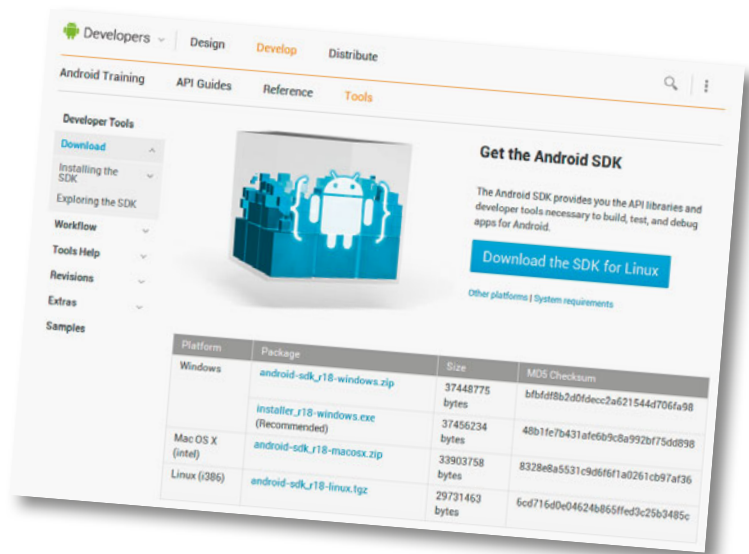 Developers
Design
Develop
Distribute
Android Training
API Guides
Reference
Tools
Developer Tools
Download
Installing the
SDK
Exploring the SDK
Workflow
Tools Help
Revisions
Extras
Samples
Get the Android SDK
The Android SDK provides you the API libraries and
developer tools necessary to build, test, and debug
apps for Android.
Download the SDK for Linux
Other platforms | System requirements
Platform Package Size MD5 Checksum
Windows android-sdk_r18-windows.zip 37448775 bfbfdf8b2d0fdecc2a621544d706fa98
bytes
installer_r18-windows.exe 37456234 48b1fe7b431afe6b9c8a992bf75dd898
(Recommended) bytes
Mac OS X android-sdk_r18-macosx.zip 33903758 8328e8a5531c9d6f6f1a0261cb97af36
(intel) bytes
Linux (i386) android-sdk_r18-linux.tgz 29731463 6cd716d0e04624b865ffed3c25b3485c
bytes